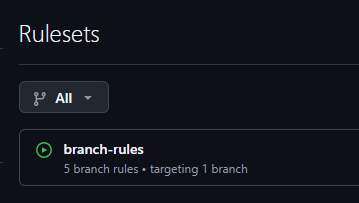 Rulesets
All
branch-rules
5 branch rules • targeting 1 branch